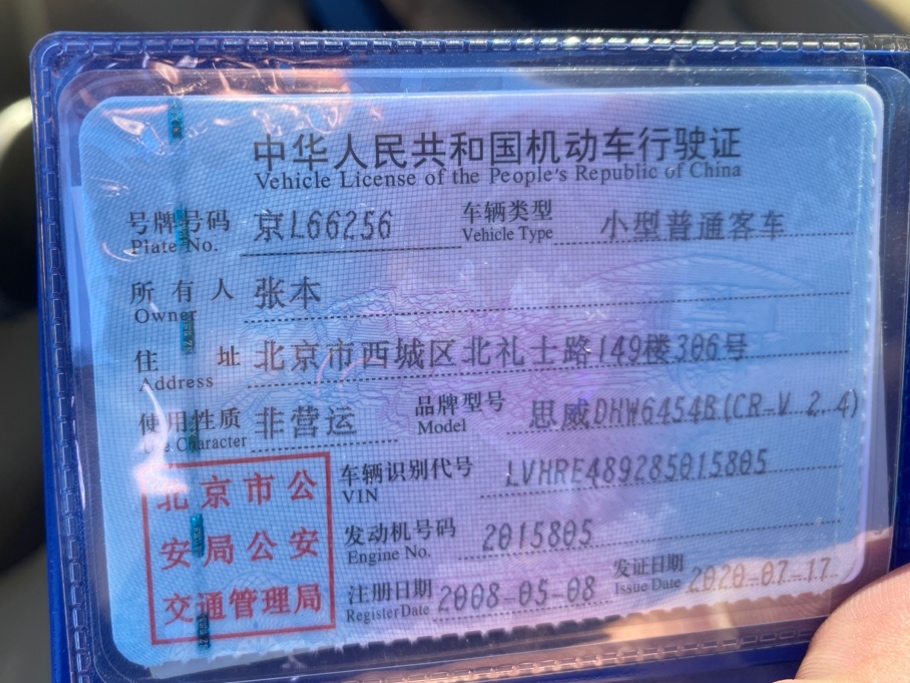 中华人民共和国机动车行驶证
Vehicle License of the People's Republic of China
号牌号码 京L66256 车辆类型 小型普通客车
Plate No. Vehicle Type
所有人 张本
Owner
住址 北京市西城区北礼士路149楼306号
Address
使用性质 非营运 品牌型号 思威DHW6454B(CR-V 2.4)
Use Character Model
北京市公 车辆识别代号 LVHRE489285015805
VIN
安局公安 发动机号码 2015805
Engine No.
交通管理局 注册日期 2008-05-08 发证日期 2020-07-17
Register Date Issue Date